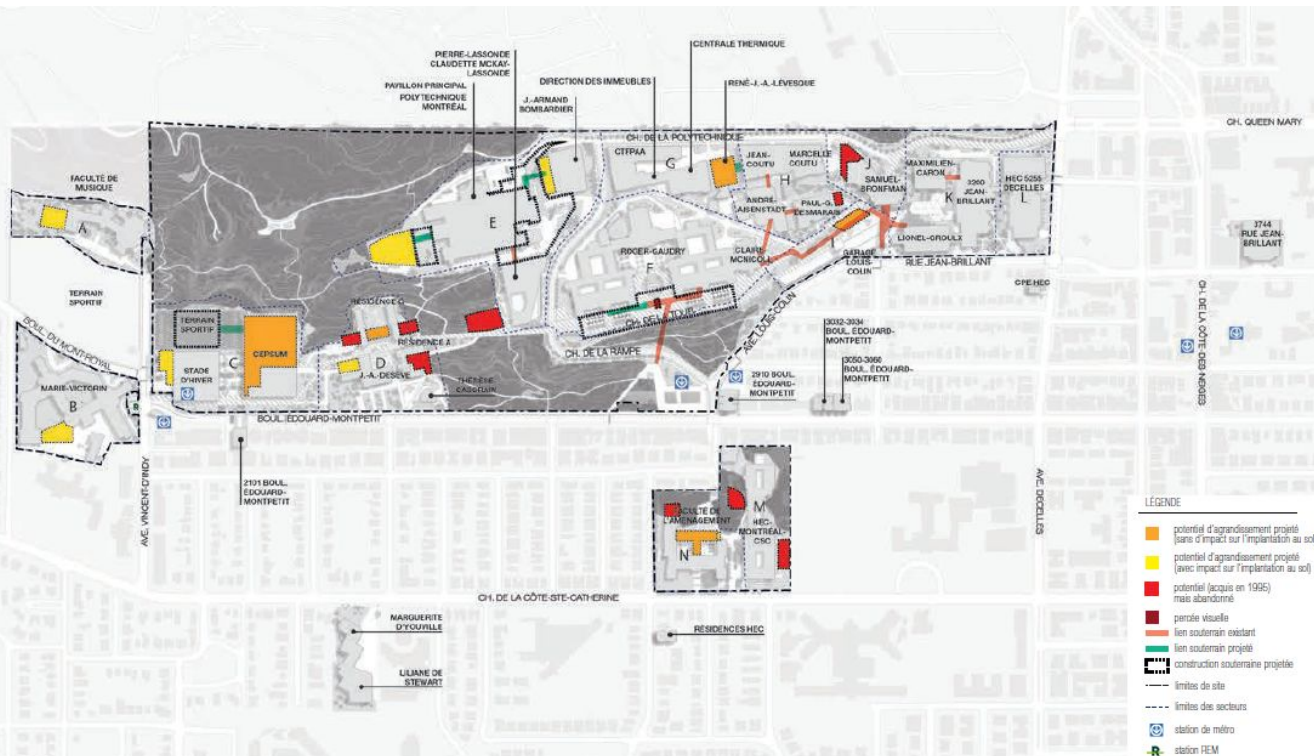 PIERRE-LASSONDE
CLAUDETTE MCKAY-
LASSONDE
PAVILLON PRINCIPAL
POLYTECHNIQUE
MONTRÉAL
DIRECTION DES IMMEUBLES
J.-ARMAND
BOMBARDIER
CENTRALE THERMIQUE
RENÉ-J.-A.-LÉVESQUE
CH. DE LA POLYTECHNIQUE
CH. QUEEN MARY
FACULTÉ DE
MUSIQUE
A
TERRAIN
SPORTIF
BOUL. DU MONT-ROYAL
MARIE-VICTORIN
B
R
TERRAIN
SPORTIF
C
STADE
D'HIVER
CEPSUM
RÉSIDENCE C
RÉSIDENCE A
D
J.-A.-DESÈVE
THÉRÈSE
CASGRAIN
E
G
JEAN-
COUTU
MARCELLE
COUTU
H
ANDRÉ-
AISENSTADT
PAUL-G.
DESMARAIS
J
SAMUEL-
BRONFMAN
I
MAXIMILIEN-
CARON
3200
JEAN-
BRILLANT
K
HEC 5255
DECELLES
L
LIONEL-GROULX
GARAGE
LOUIS-
COLIN
RUE JEAN-BRILLANT
CPE HEC
3744
RUE JEAN-
BRILLANT
ROGER-GAUDRY
F
CLAIRE-
MCNICOLL
CH. DE LA TOUR
CH. DE LA RAMPE
AVE. LOUIS-COLIN
3032-3034
BOUL. ÉDOUARD-
MONTPETIT
3050-3060
BOUL. ÉDOUARD-
MONTPETIT
2910 BOUL.
ÉDOUARD-
MONTPETIT
CH. DE LA CÔTE-DES-NEIGES
BOUL. ÉDOUARD-MONTPETIT
2101 BOUL.
ÉDOUARD-
MONTPETIT
AVE. VINCENT-D'INDY
AVE. DECELLES
FACULTÉ DE
L'AMÉNAGEMENT
N
M
HEC-
MONTRÉAL-
CSC
CH. DE LA CÔTE-STE-CATHERINE
MARGUERITE
D'YOUVILLE
LILIANE DE
STEWART
RÉSIDENCES HEC
LÉGENDE
potentiel d'agrandissement projeté
(sans d'impact sur l'implantation au sol)
potentiel d'agrandissement projeté
(avec impact sur l'implantation au sol)
potentiel (acquis en 1995)
mais abandonné
percée visuelle
lien souterrain existant
lien souterrain projeté
construction souterraine projetée
limites de site
limites des secteurs
station de métro
R
station REM